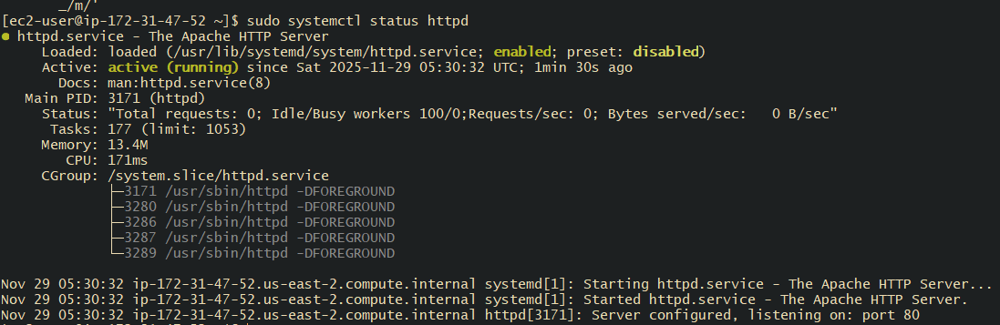 _/m/'
[ec2-user@ip-172-31-47-52 ~]$ sudo systemctl status httpd
● httpd.service - The Apache HTTP Server
     Loaded: loaded (/usr/lib/systemd/system/httpd.service; enabled; preset: disabled)
     Active: active (running) since Sat 2025-11-29 05:30:32 UTC; 1min 30s ago
       Docs: man:httpd.service(8)
   Main PID: 3171 (httpd)
     Status: "Total requests: 0; Idle/Busy workers 100/0;Requests/sec: 0; Bytes served/sec:   0 B/sec"
      Tasks: 177 (limit: 1053)
     Memory: 13.4M
        CPU: 171ms
     CGroup: /system.slice/httpd.service
             ├─3171 /usr/sbin/httpd -DFOREGROUND
             ├─3280 /usr/sbin/httpd -DFOREGROUND
             ├─3286 /usr/sbin/httpd -DFOREGROUND
             ├─3287 /usr/sbin/httpd -DFOREGROUND
             └─3289 /usr/sbin/httpd -DFOREGROUND
Nov 29 05:30:32 ip-172-31-47-52.us-east-2.compute.internal systemd[1]: Starting httpd.service - The Apache HTTP Server...
Nov 29 05:30:32 ip-172-31-47-52.us-east-2.compute.internal systemd[1]: Started httpd.service - The Apache HTTP Server.
Nov 29 05:30:32 ip-172-31-47-52.us-east-2.compute.internal httpd[3171]: Server configured, listening on: port 80